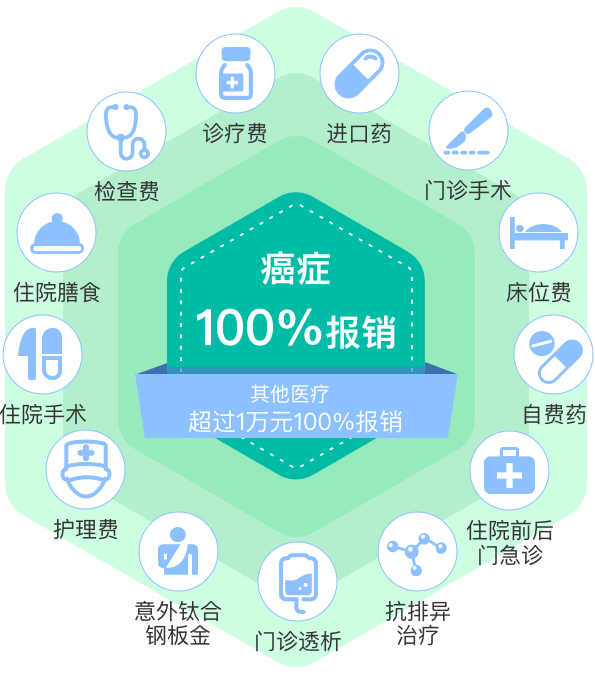 诊疗费
进口药
检查费
门诊手术
癌症
100%报销
住院膳食
床位费
其他医疗
超过1万元100%报销
住院手术
自费药
护理费
住院前后
门急诊
意外钛合
钢板金
抗排异
治疗
门诊透析